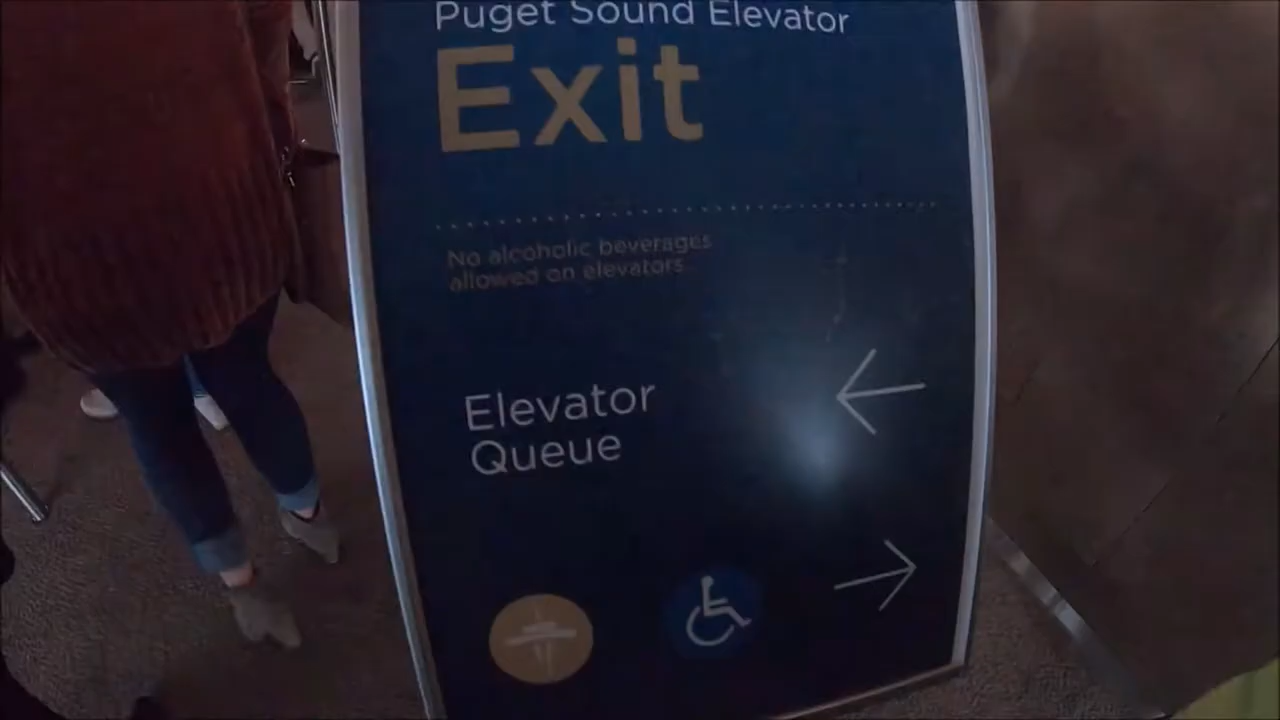 Puget Sound Elevator
Exit
No alcoholic beverages
allowed on elevators.
Elevator
Queue